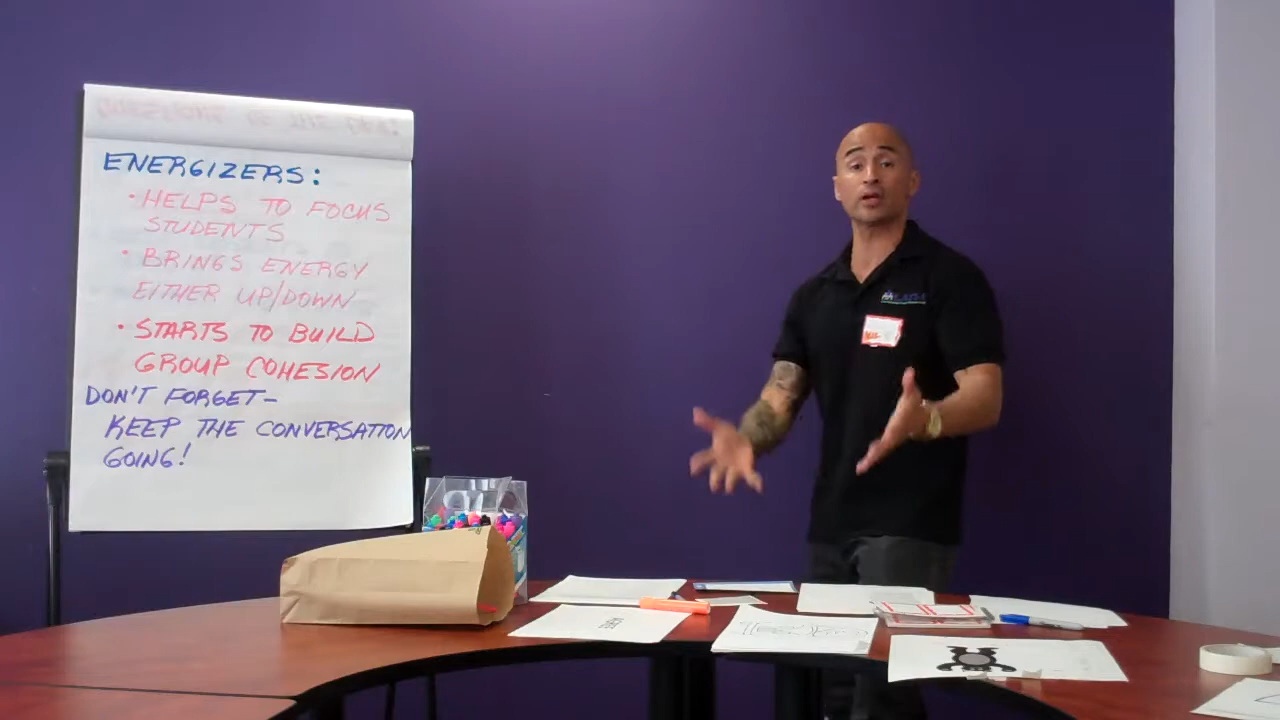 ENERGIZERS:
• HELPS TO FOCUS
STUDENTS
• BRINGS ENERGY
EITHER UP/DOWN
• STARTS TO BUILD
GROUP COHESION
DON'T FORGET–
KEEP THE CONVERSATION
GOING!